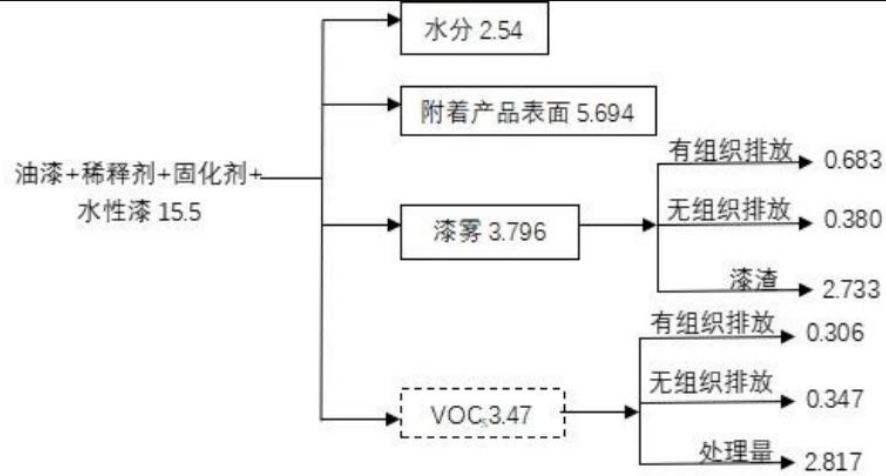 水分 2.54
附着产品表面 5.694
油漆+稀释剂+固化剂+
水性漆 15.5
漆雾 3.796
有组织排放 0.683
无组织排放 0.380
漆渣 2.733
VOCs3.47
有组织排放 0.306
无组织排放 0.347
处理量 2.817